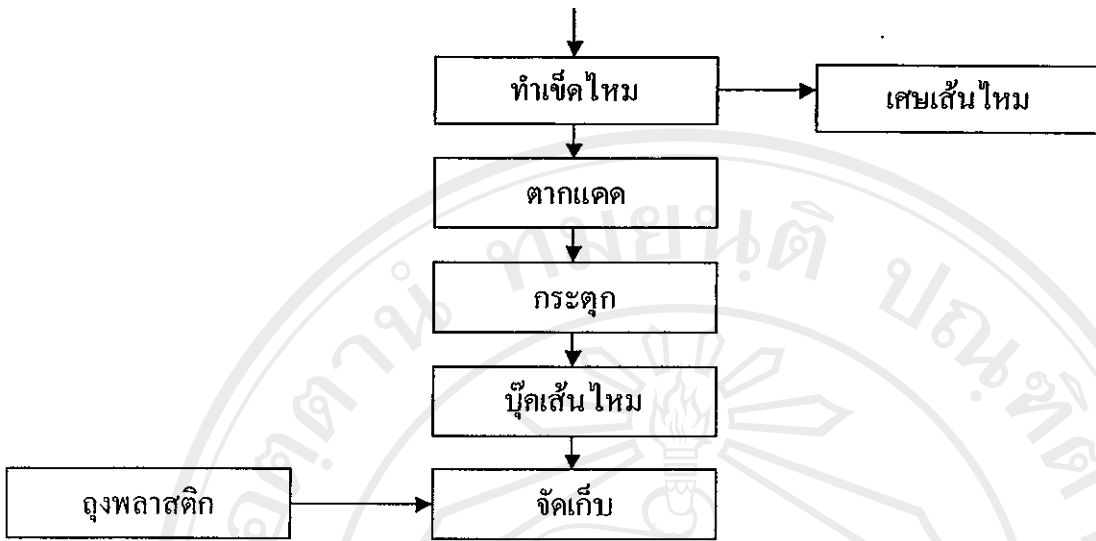 ทำเข็ดไหม
เศษเส้นไหม
ตากแดด
กระตุก
บุ๊คเส้นไหม
ถุงพลาสติก
จัดเก็บ